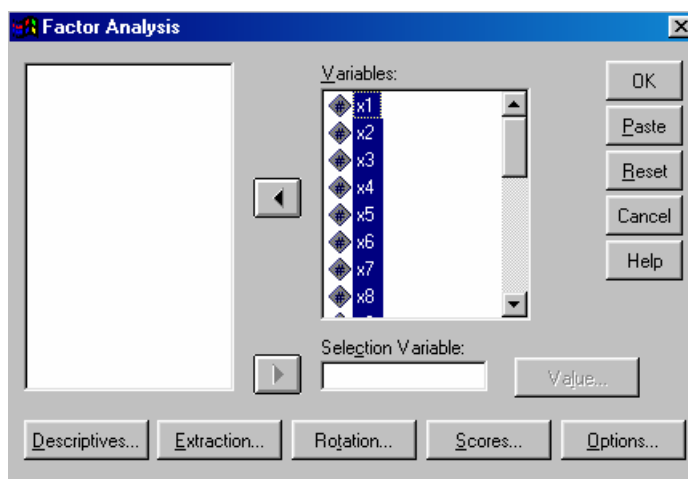 Factor Analysis
Variables:
x1
x2
x3
x4
x5
x6
x7
x8
OK
Paste
Reset
Cancel
Help
Selection Variable:
Value...
Descriptives...
Extraction...
Rotation...
Scores...
Options...